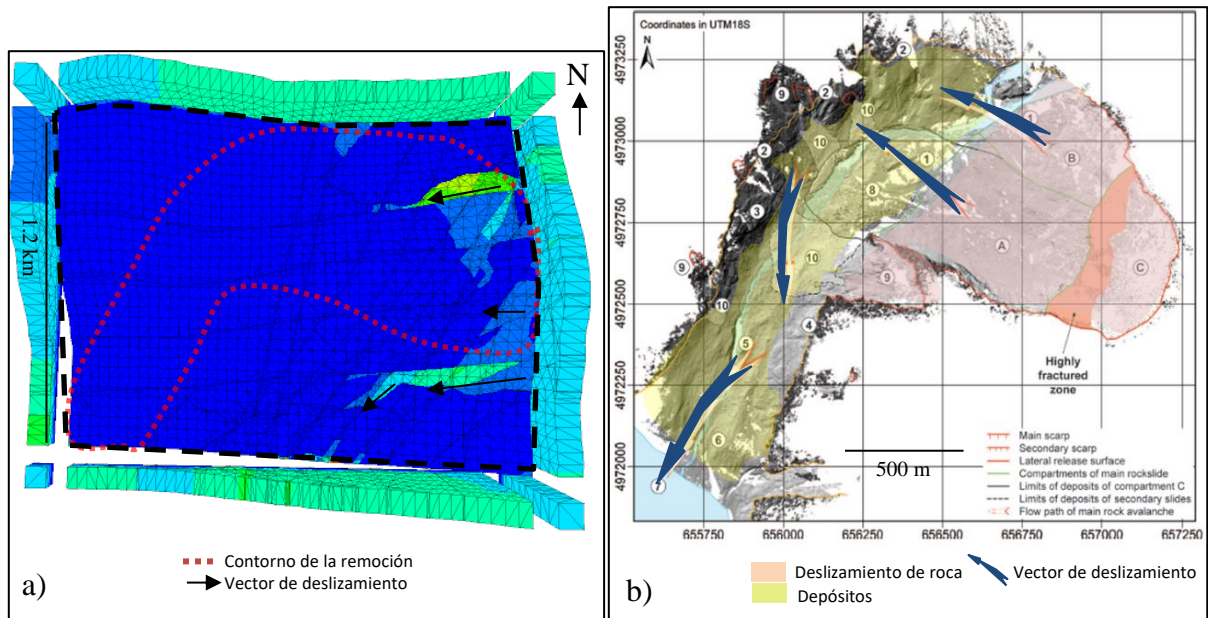 N
1.2 km
Contorno de la remoción
Vector de deslizamiento
a)
Coordinates in UTM18S
N
4973250
4973000
4972750
4972500
4972250
4972000
2
9
2
10
1
B
2
10
1
3
8
A
9
10
9
C
10
4
5
6
7
Highly
fractured
zone
500 m
Main scarp
Secondary scarp
Lateral release surface
Compartments of main rockslide
Limits of deposits of compartment C
Limits of deposits of secondary slides
Flow path of main rock avalanche
655750
656000
656250
656500
656750
657000
657250
Deslizamiento de roca
Vector de deslizamiento
Depósitos
b)